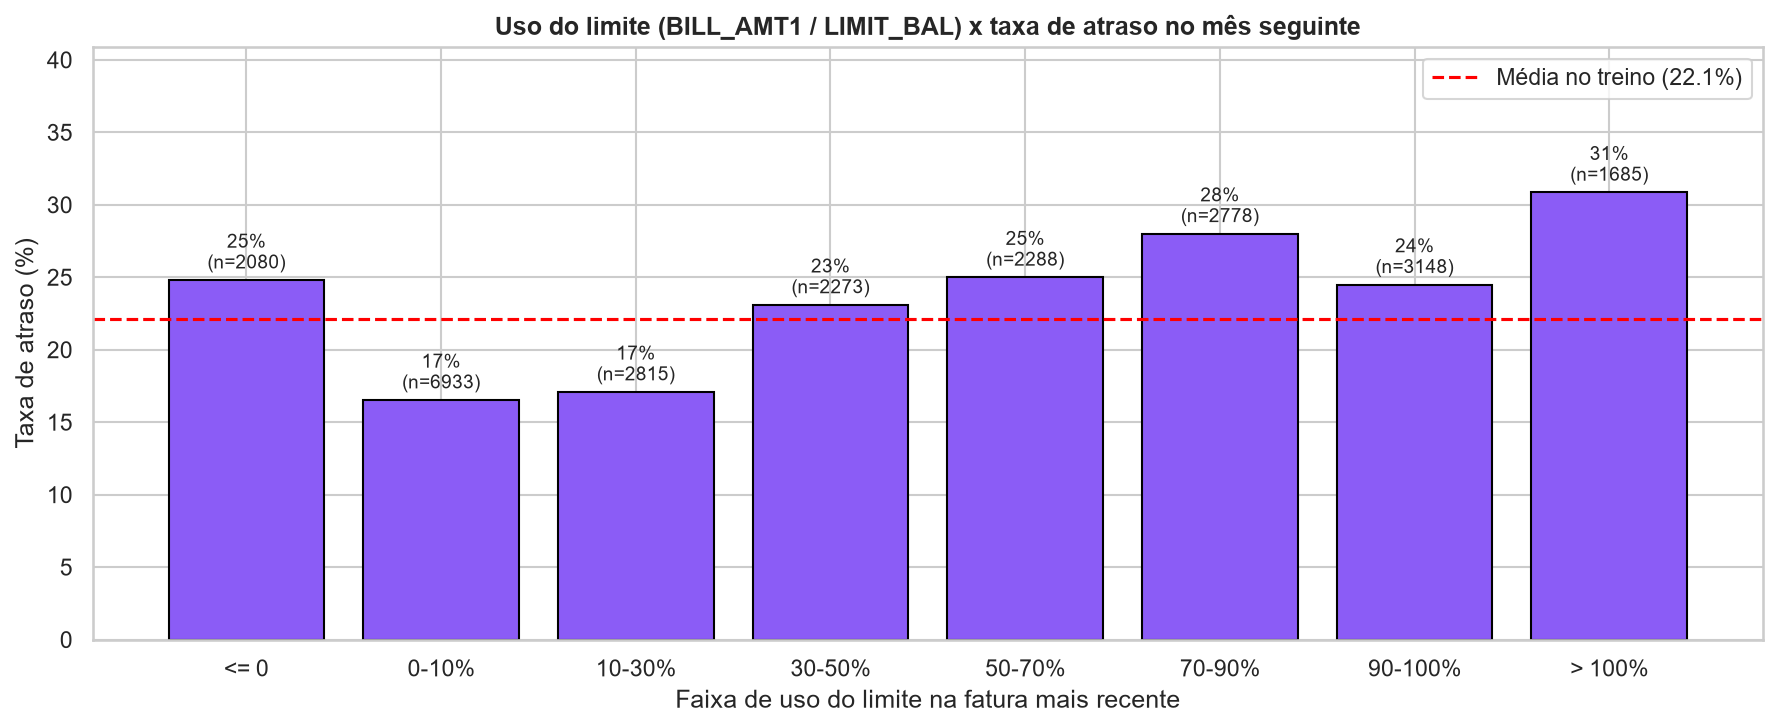 Uso do limite (BILL_AMT1 / LIMIT_BAL) x taxa de atraso no mês seguinte
Média no treino (22.1%)
Taxa de atraso (%)
40
35
30
25
20
15
10
5
0
25%
(n=2080)
17%
(n=6933)
17%
(n=2815)
23%
(n=2273)
25%
(n=2288)
28%
(n=2778)
24%
(n=3148)
31%
(n=1685)
<= 0
0-10%
10-30%
30-50%
50-70%
70-90%
90-100%
> 100%
Faixa de uso do limite na fatura mais recente